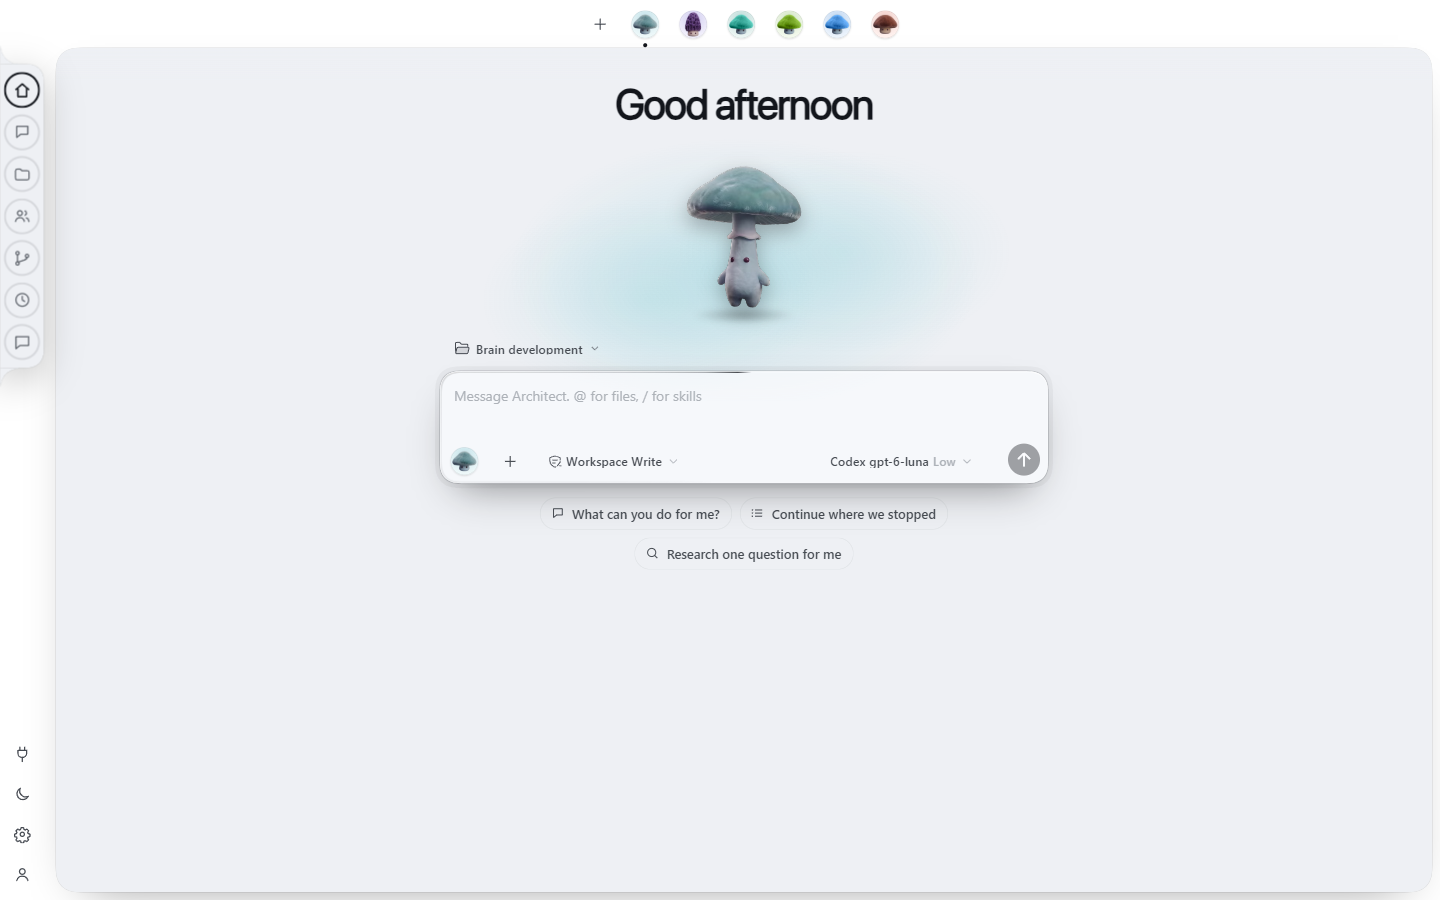 Good afternoon
Brain development
Message Architect. @ for files, / for skills
Workspace Write
Codex gpt-6-luna Low
What can you do for me?
Continue where we stopped
Research one question for me